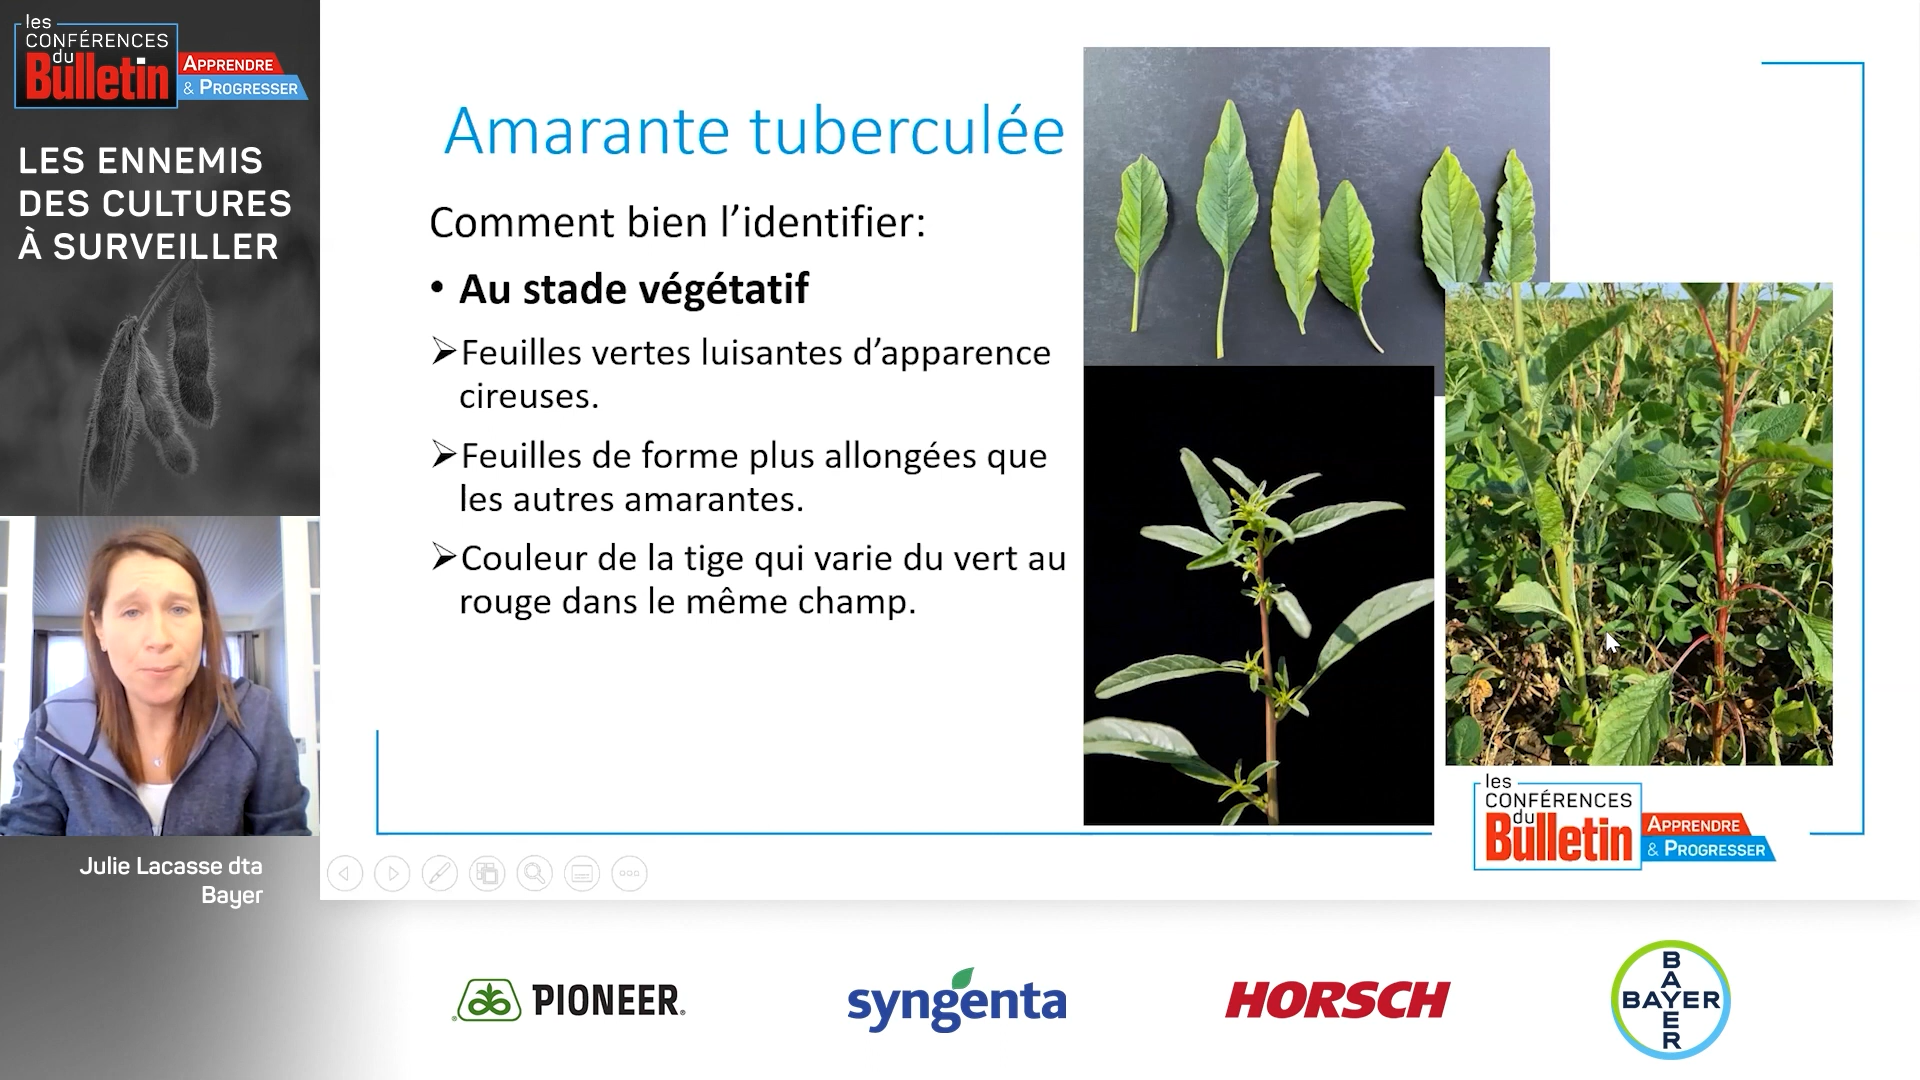 les
CONFÉRENCES
du
Bulletin
APPRENDRE
& PROGRESSER
LES ENNEMIS
DES CULTURES
À SURVEILLER
Julie Lacasse dta
Bayer
Amarante tuberculée
Comment bien l’identifier:
• Au stade végétatif
➢Feuilles vertes luisantes d’apparence
cireuses.
➢Feuilles de forme plus allongées que
les autres amarantes.
➢Couleur de la tige qui varie du vert au
rouge dans le même champ.
les
CONFÉRENCES
du
Bulletin
APPRENDRE
& PROGRESSER
PIONEER
syngenta
HORSCH
BAYER
BAYER